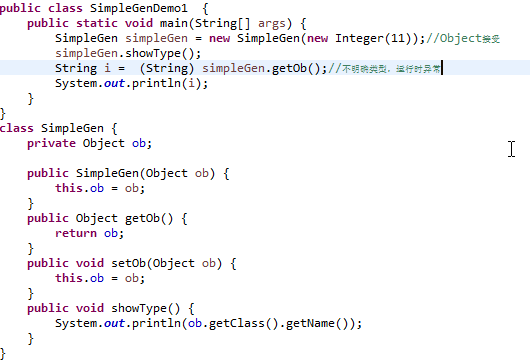 public class SimpleGenDemo1  {
    public static void main(String[] args) {
        SimpleGen simpleGen = new SimpleGen(new Integer(11));//Object接受
        simpleGen.showType();
        String i =  (String) simpleGen.getOb();//不明确类型，运行时异常
        System.out.println(i);
    }
}
class SimpleGen {
    private Object ob;

    public SimpleGen(Object ob) {
        this.ob = ob;
    }
    public Object getOb() {
        return ob;
    }
    public void setOb(Object ob) {
        this.ob = ob;
    }
    public void showType() {
        System.out.println(ob.getClass().getName());
    }
}